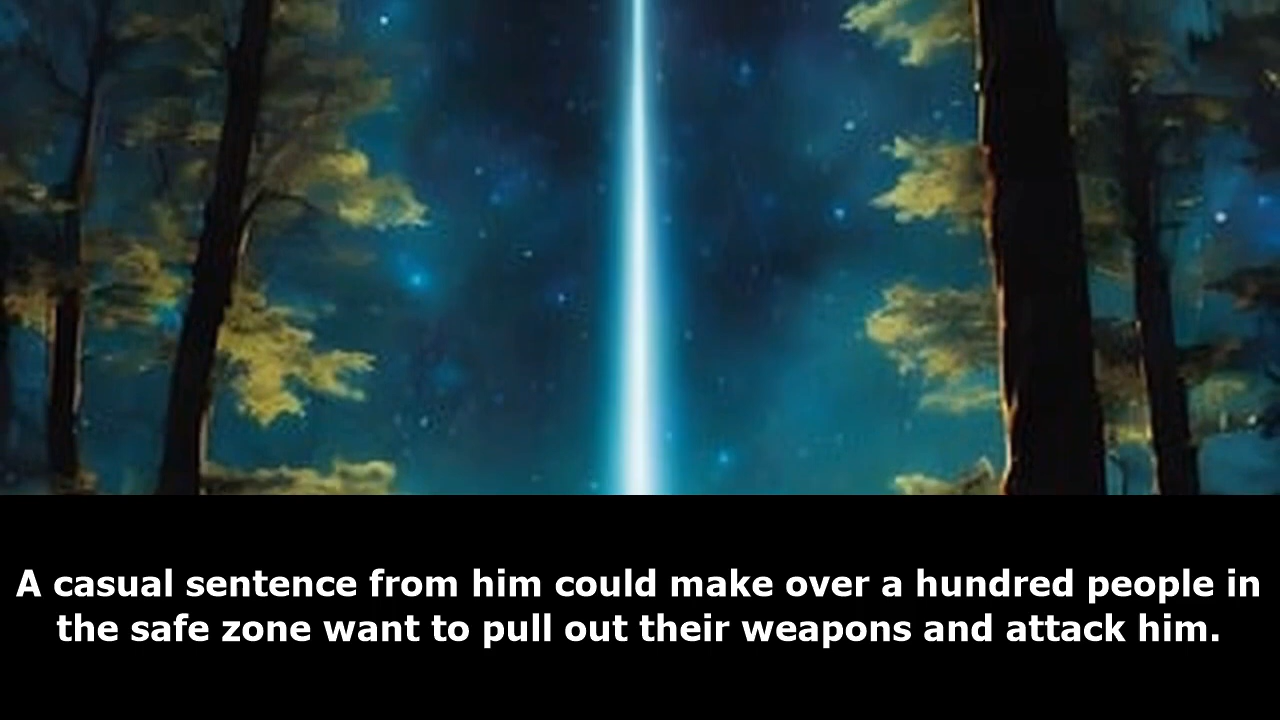 A casual sentence from him could make over a hundred people in
the safe zone want to pull out their weapons and attack him.